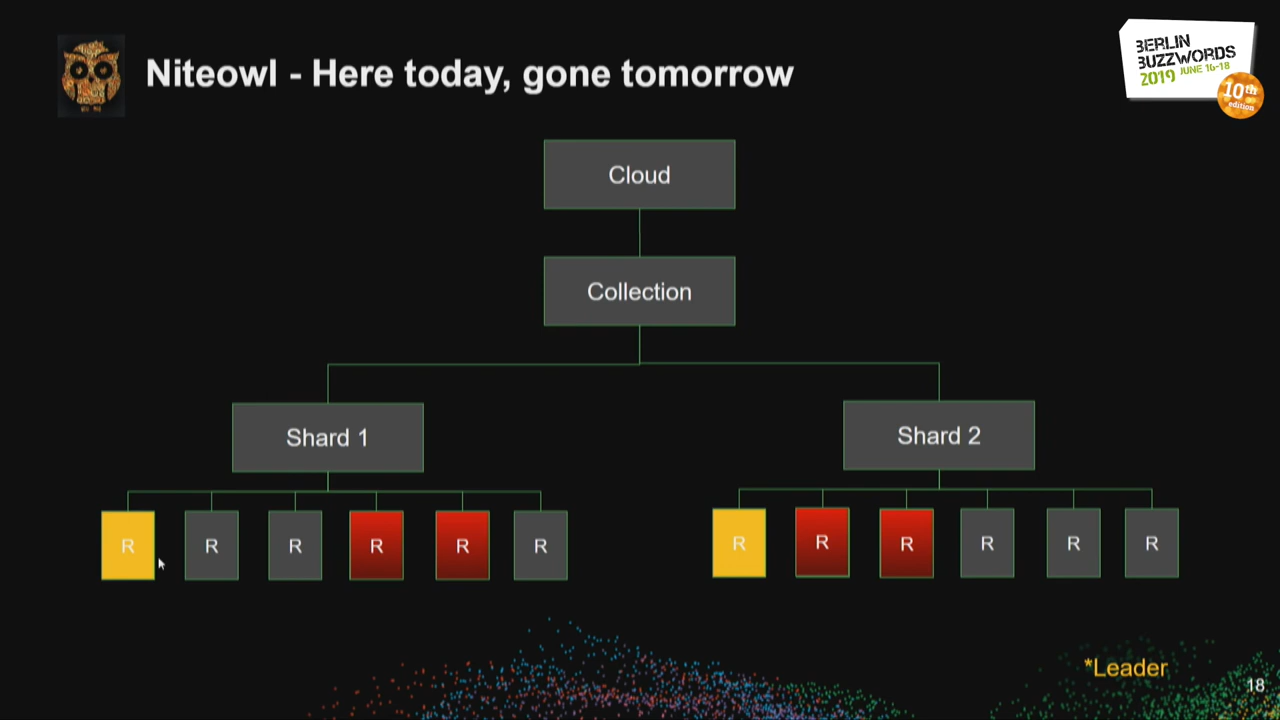 Niteowl - Here today, gone tomorrow
BERLIN
BUZZWORDS
2019 JUNE 16-18
10th
edition
Cloud
Collection
Shard 1
Shard 2
R R R R R R
R R R R R R
*Leader
18